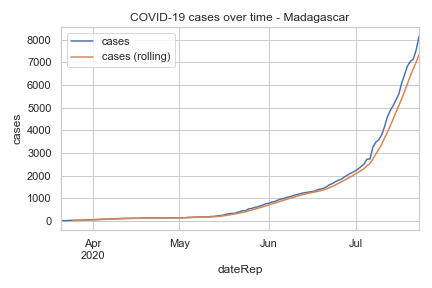 COVID-19 cases over time - Madagascar
cases
cases (rolling)
8000
7000
6000
5000
4000
3000
2000
1000
0
cases
Apr
2020
May
Jun
Jul
dateRep